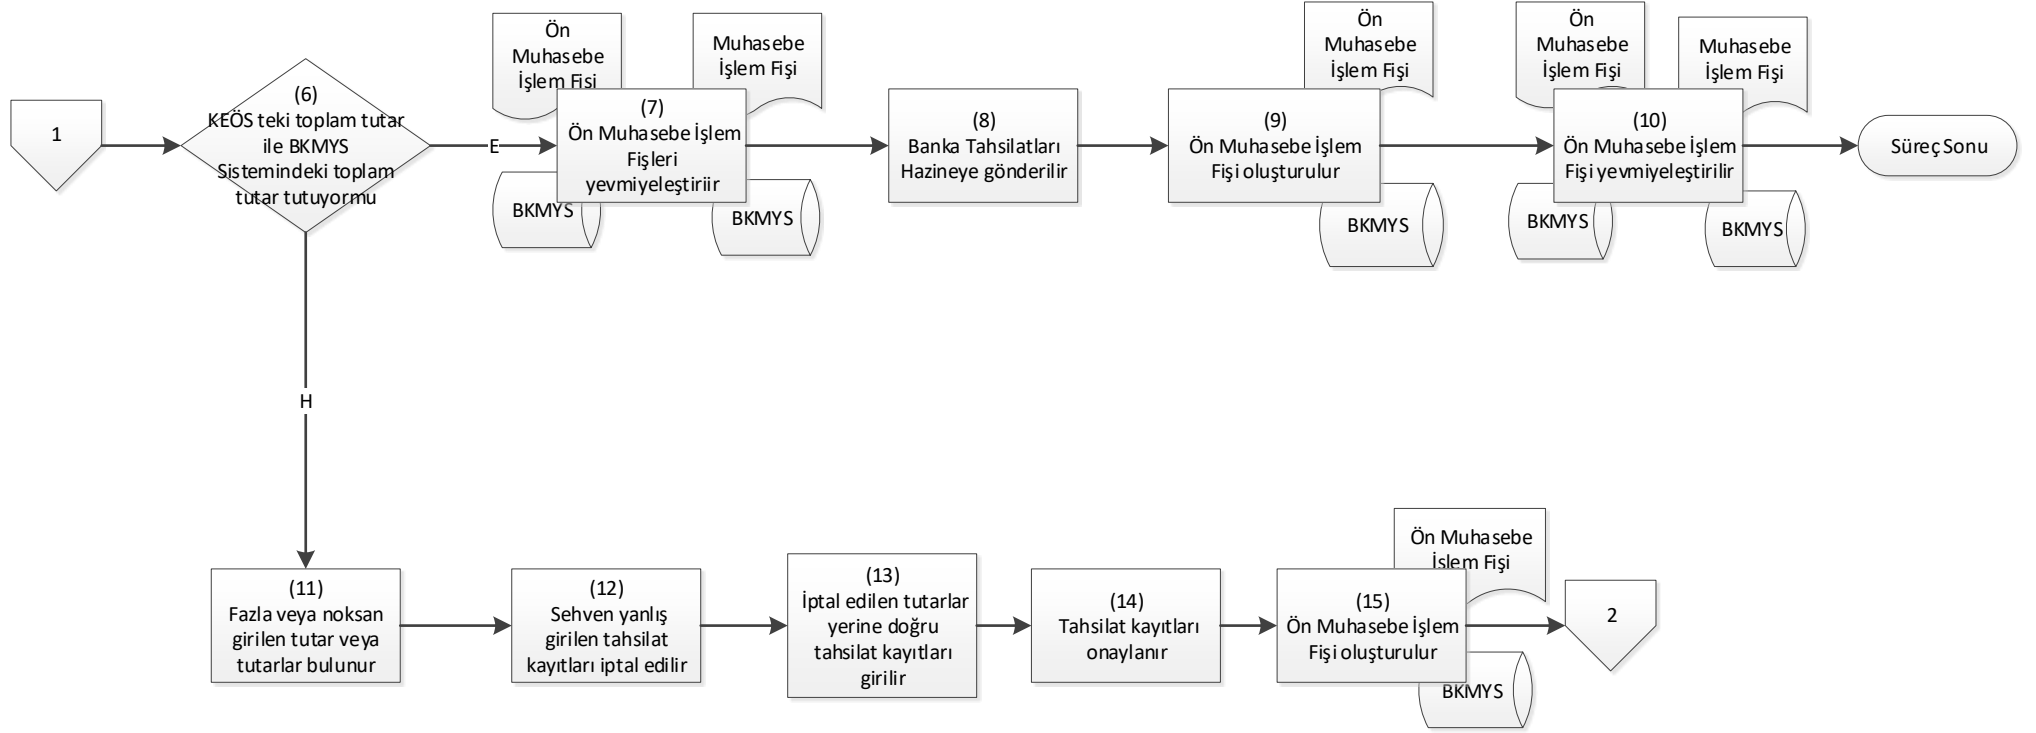 1
(6)
KEÖS teki toplam tutar
ile BKMYS
Sistemindeki toplam
tutar tutuyormu
E
Ön
Muhasebe
İşlem Fişi
Muhasebe
İşlem Fişi
(7)
Ön Muhasebe İşlem
Fişleri
yevmiyeleştiriir
BKMYS
BKMYS
(8)
Banka Tahsilatları
Hazineye gönderilir
Ön
Muhasebe
İşlem Fişi
(9)
Ön Muhasebe İşlem
Fişi oluşturulur
BKMYS
Ön
Muhasebe
İşlem Fişi
Muhasebe
İşlem Fişi
(10)
Ön Muhasebe İşlem
Fişi yevmiyeleştirilir
BKMYS
BKMYS
Süreç Sonu
H
(11)
Fazla veya noksan
girilen tutar veya
tutarlar bulunur
(12)
Sehven yanlış
girilen tahsilat
kayıtları iptal edilir
(13)
İptal edilen tutarlar
yerine doğru
tahsilat kayıtları
girilir
(14)
Tahsilat kayıtları
onaylanır
Ön Muhasebe
İşlem Fişi
(15)
Ön Muhasebe İşlem
Fişi oluşturulur
BKMYS
2